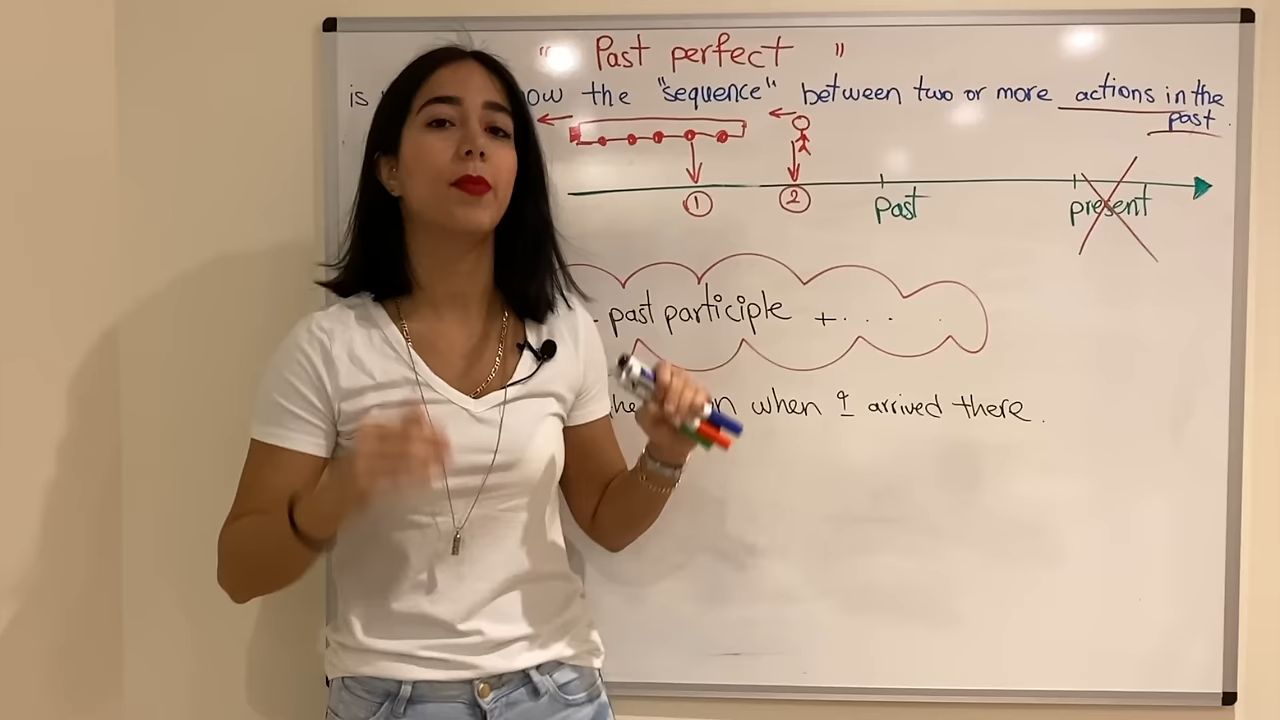 " Past perfect "
is ow the "sequence" between two or more actions in the
past.
1 2
past present
past participle + . . . .
he n when I arrived there.